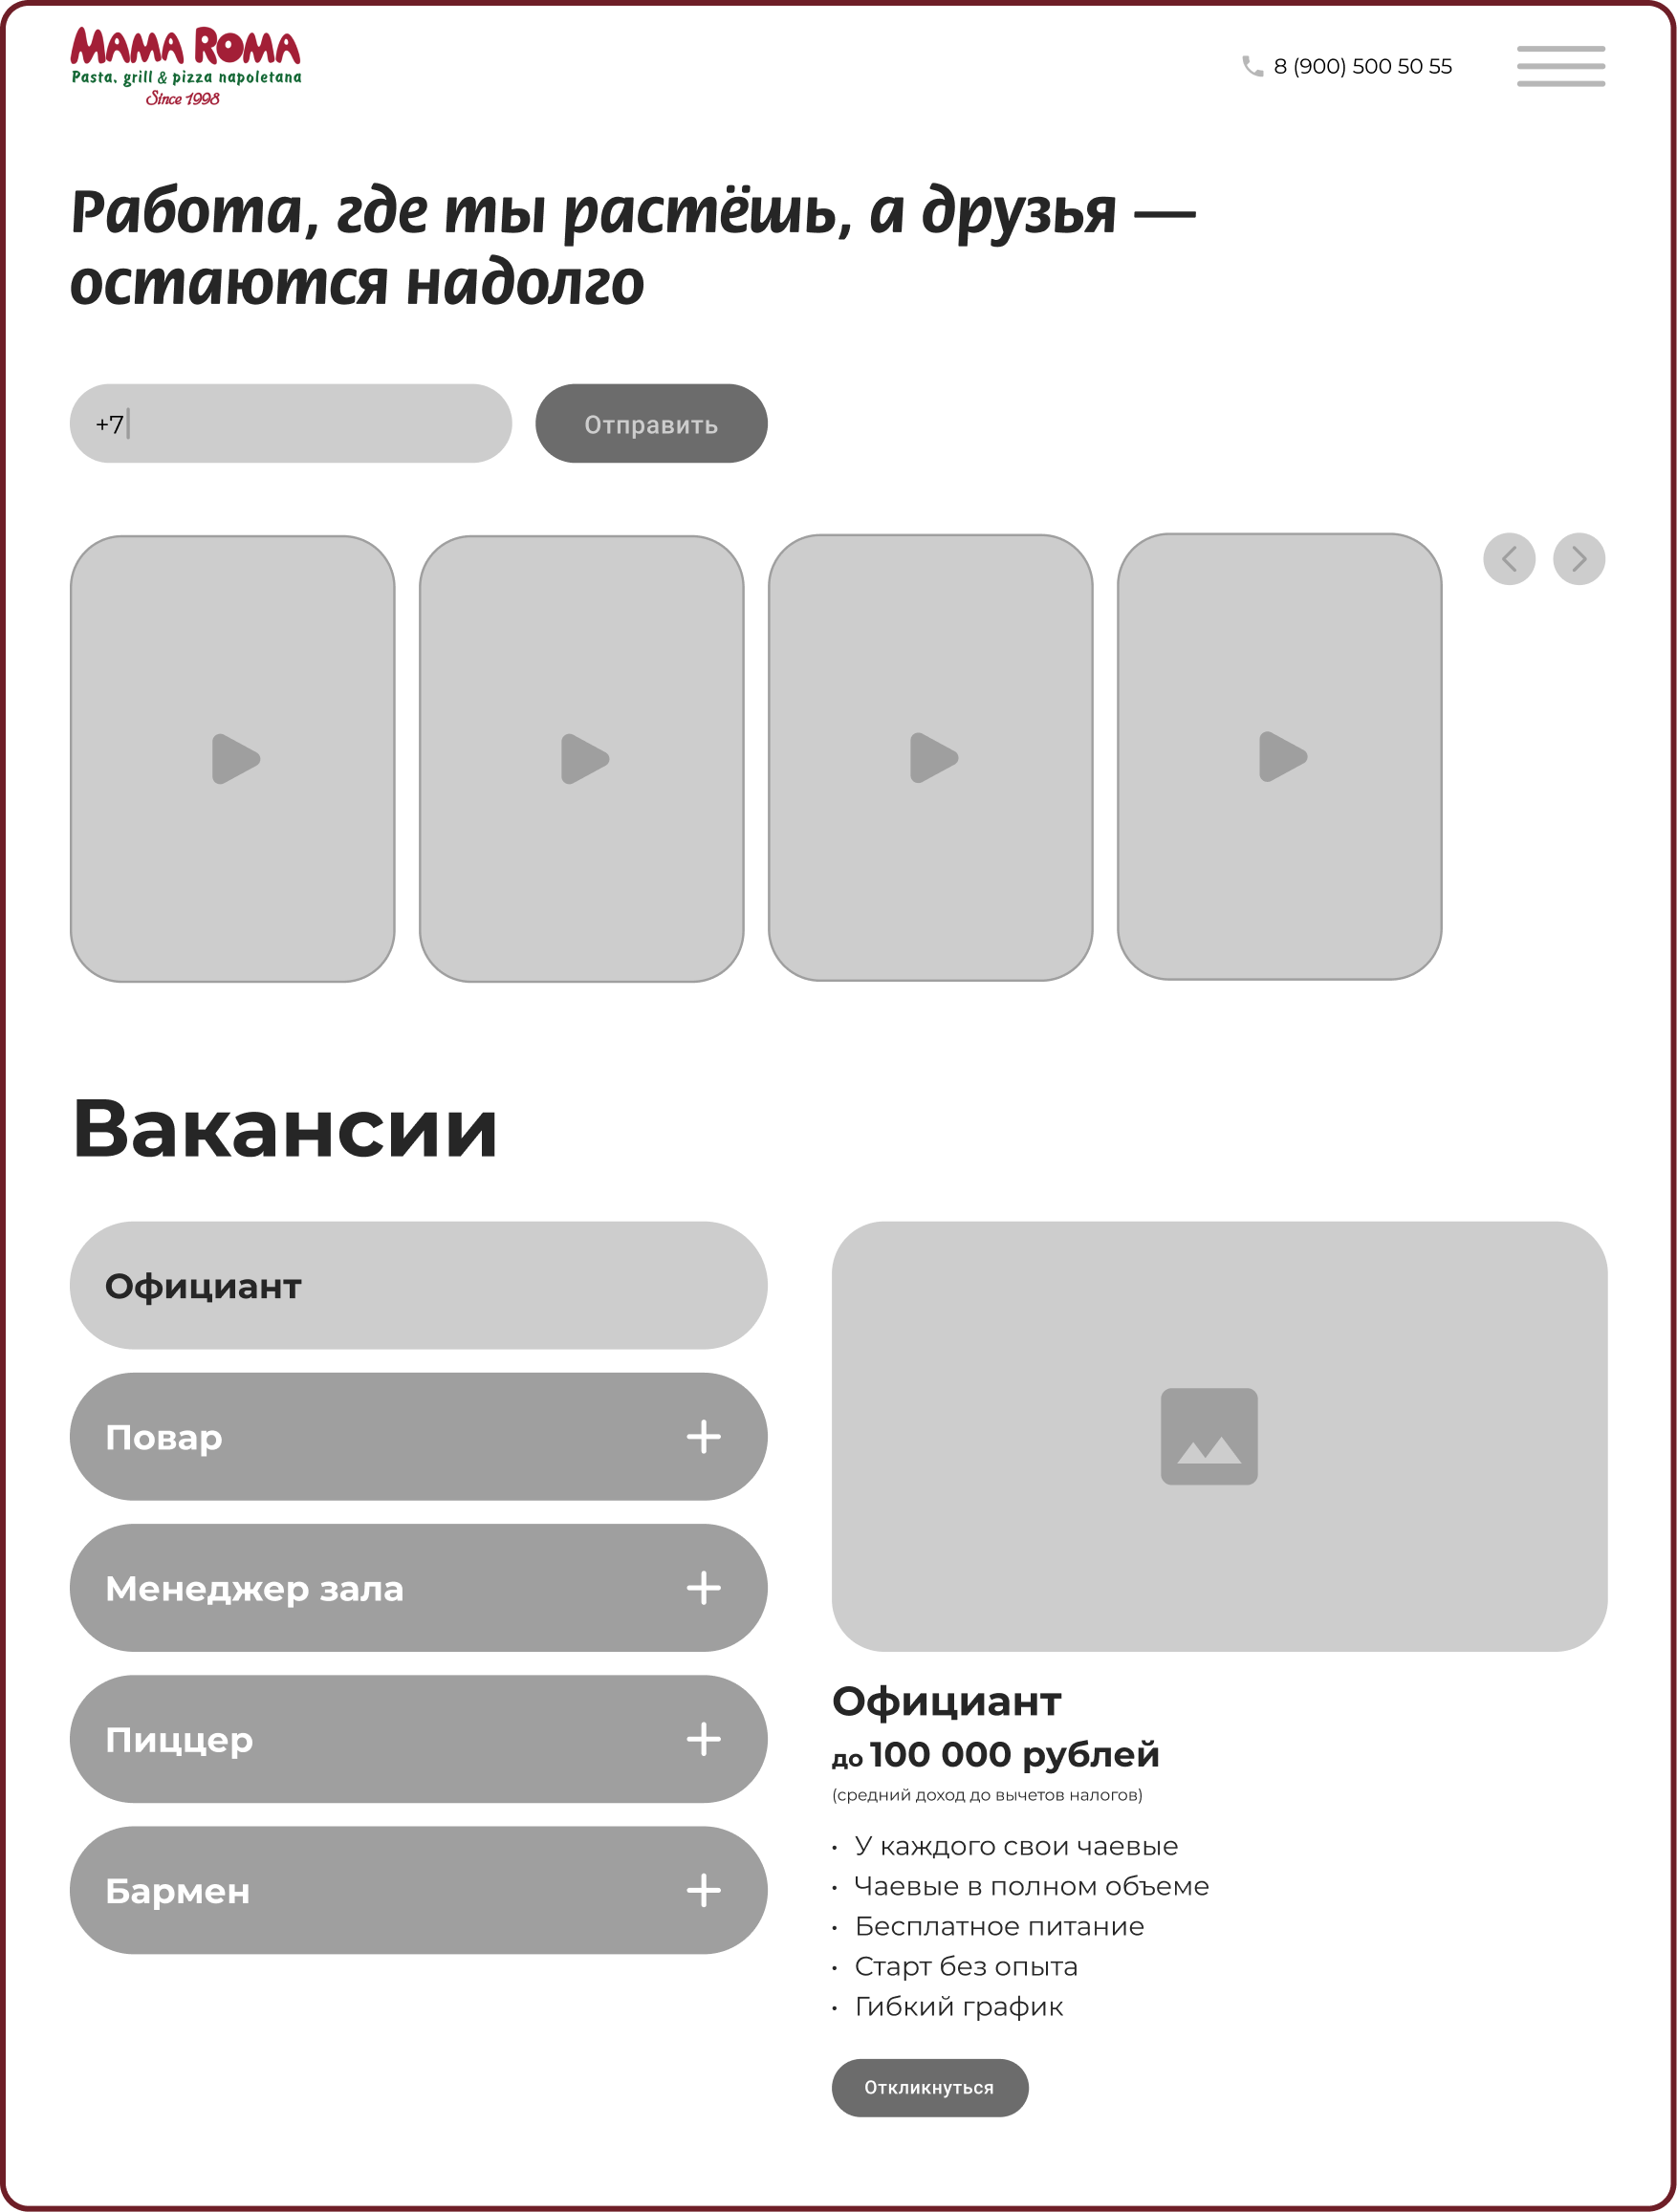 MAMA ROMA
Pasta, grill & pizza napoletana
Since 1998
8 (900) 500 50 55
Работа, где ты растёшь, а друзья —
остаются надолго
+7
Отправить
Вакансии
Официант
Повар
Менеджер зала
Пиццер
Бармен
Официант
до 100 000 рублей
(средний доход до вычетов налогов)
• У каждого свои чаевые
• Чаевые в полном объеме
• Бесплатное питание
• Старт без опыта
• Гибкий график
Откликнуться